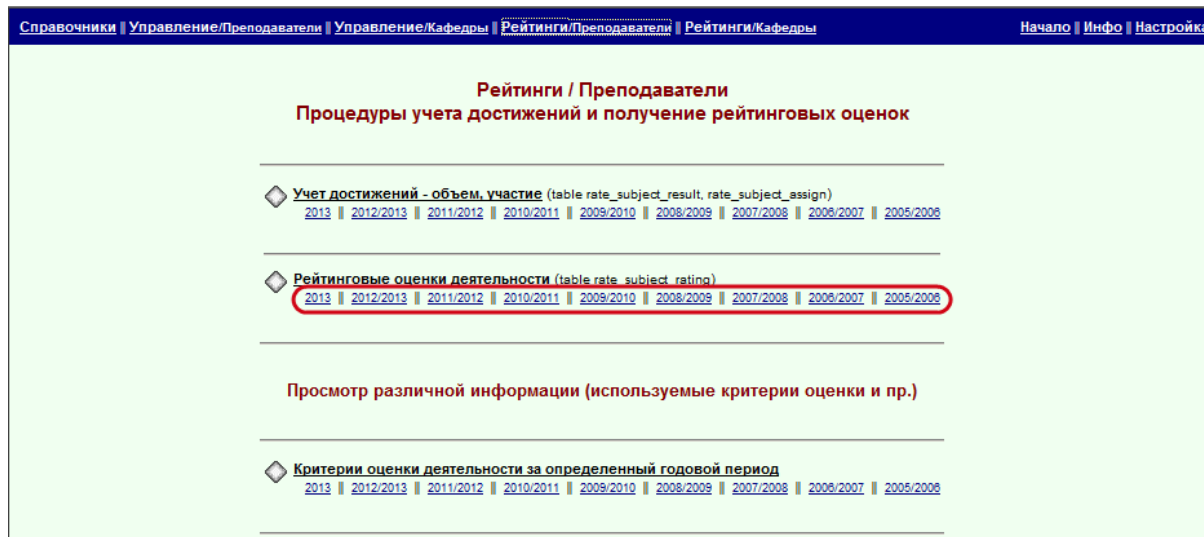 Справочники || Управление/Преподаватели || Управление/Кафедры || Рейтинги/Преподаватели || Рейтинги/Кафедры Начало || Инфо || Настройка
Рейтинги / Преподаватели
Процедуры учета достижений и получение рейтинговых оценок
Учет достижений - объем, участие (table rate_subject_result, rate_subject_assign)
2013 || 2012/2013 || 2011/2012 || 2010/2011 || 2009/2010 || 2008/2009 || 2007/2008 || 2006/2007 || 2005/2006
Рейтинговые оценки деятельности (table rate_subject_rating)
2013 || 2012/2013 || 2011/2012 || 2010/2011 || 2009/2010 || 2008/2009 || 2007/2008 || 2006/2007 || 2005/2006
Просмотр различной информации (используемые критерии оценки и пр.)
Критерии оценки деятельности за определенный годовой период
2013 || 2012/2013 || 2011/2012 || 2010/2011 || 2009/2010 || 2008/2009 || 2007/2008 || 2006/2007 || 2005/2006